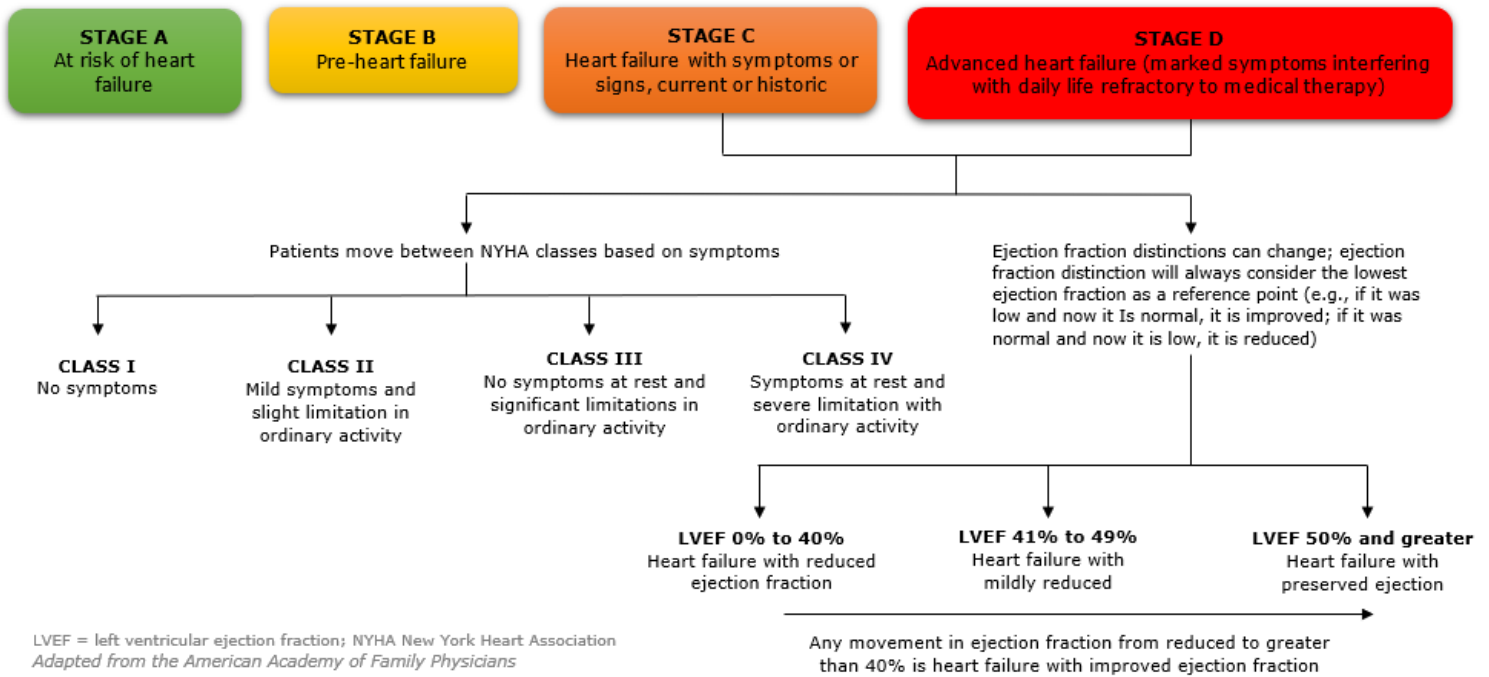 STAGE A
At risk of heart
failure
STAGE B
Pre-heart failure
STAGE C
Heart failure with symptoms or
signs, current or historic
STAGE D
Advanced heart failure (marked symptoms interfering
with daily life refractory to medical therapy)
Patients move between NYHA classes based on symptoms
CLASS I
No symptoms
CLASS II
Mild symptoms and
slight limitation in
ordinary activity
CLASS III
No symptoms at rest and
significant limitations in
ordinary activity
CLASS IV
Symptoms at rest and
severe limitation with
ordinary activity
Ejection fraction distinctions can change; ejection
fraction distinction will always consider the lowest
ejection fraction as a reference point (e.g., if it was
low and now it Is normal, it is improved; if it was
normal and now it is low, it is reduced)
LVEF 0% to 40%
Heart failure with reduced
ejection fraction
LVEF 41% to 49%
Heart failure with
mildly reduced
LVEF 50% and greater
Heart failure with
preserved ejection
Any movement in ejection fraction from reduced to greater
than 40% is heart failure with improved ejection fraction
LVEF = left ventricular ejection fraction; NYHA New York Heart Association
Adapted from the American Academy of Family Physicians